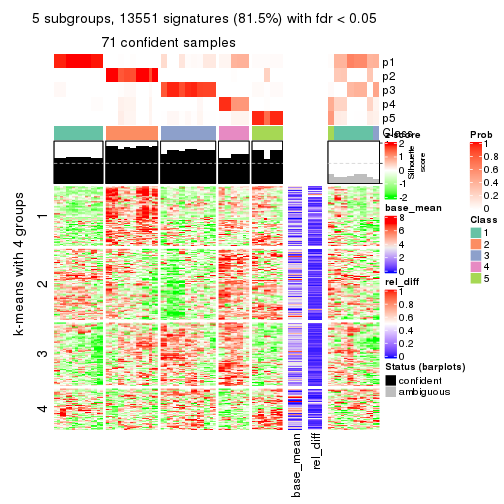 5 subgroups, 13551 signatures (81.5%) with fdr < 0.05
71 confident samples
p1
p2
p3
p4
p5
Class
Silhouette
score
k-means with 4 groups
1
2
3
4
base_mean
rel_diff
z-score
2
1
0
-1
-2
base_mean
8
6
4
2
0
rel_diff
1
0.8
0.6
0.4
0.2
0
Status (barplots)
confident
ambiguous
Prob
1
0.8
0.6
0.4
0.2
0
Class
1
2
3
4
5